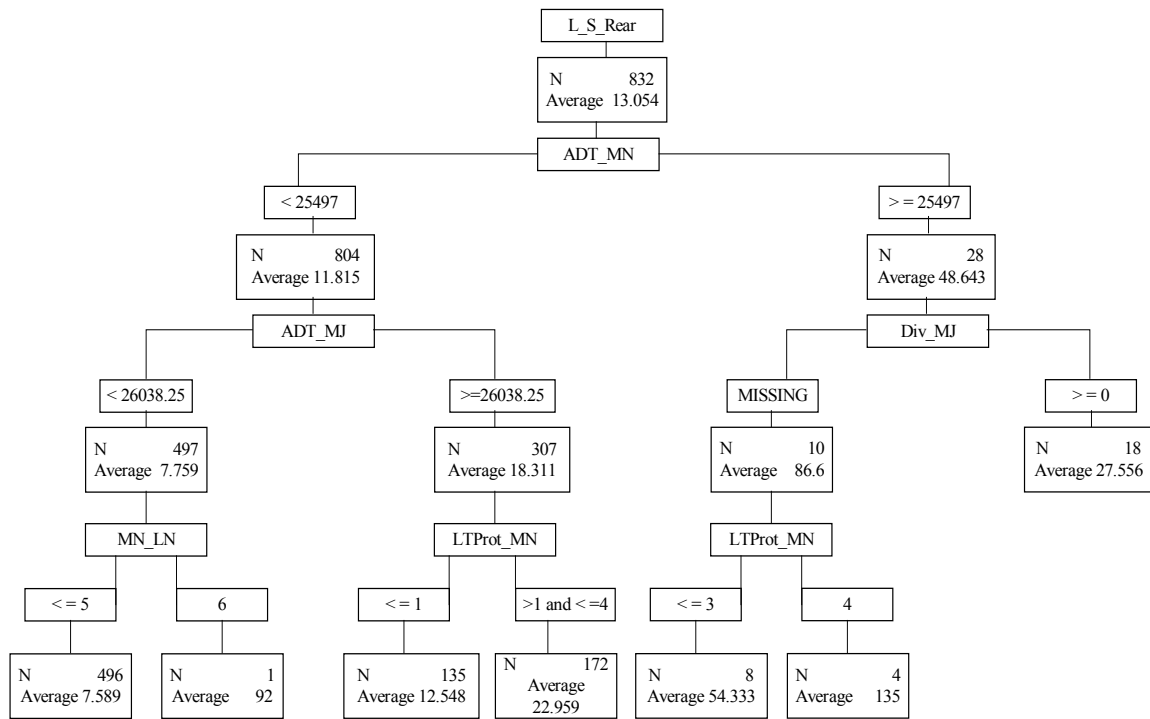 L_S_Rear
N 832
Average 13.054
ADT_MN
< 25497
> = 25497
N 804
Average 11.815
N 28
Average 48.643
ADT_MJ
Div_MJ
< 26038.25
>=26038.25
MISSING
> = 0
N 497
Average 7.759
N 307
Average 18.311
N 10
Average 86.6
N 18
Average 27.556
MN_LN
LTProt_MN
LTProt_MN
< = 5
6
< = 1
>1 and < =4
< = 3
4
N 496
Average 7.589
N 1
Average 92
N 135
Average 12.548
N 172
Average
22.959
N 8
Average 54.333
N 4
Average 135